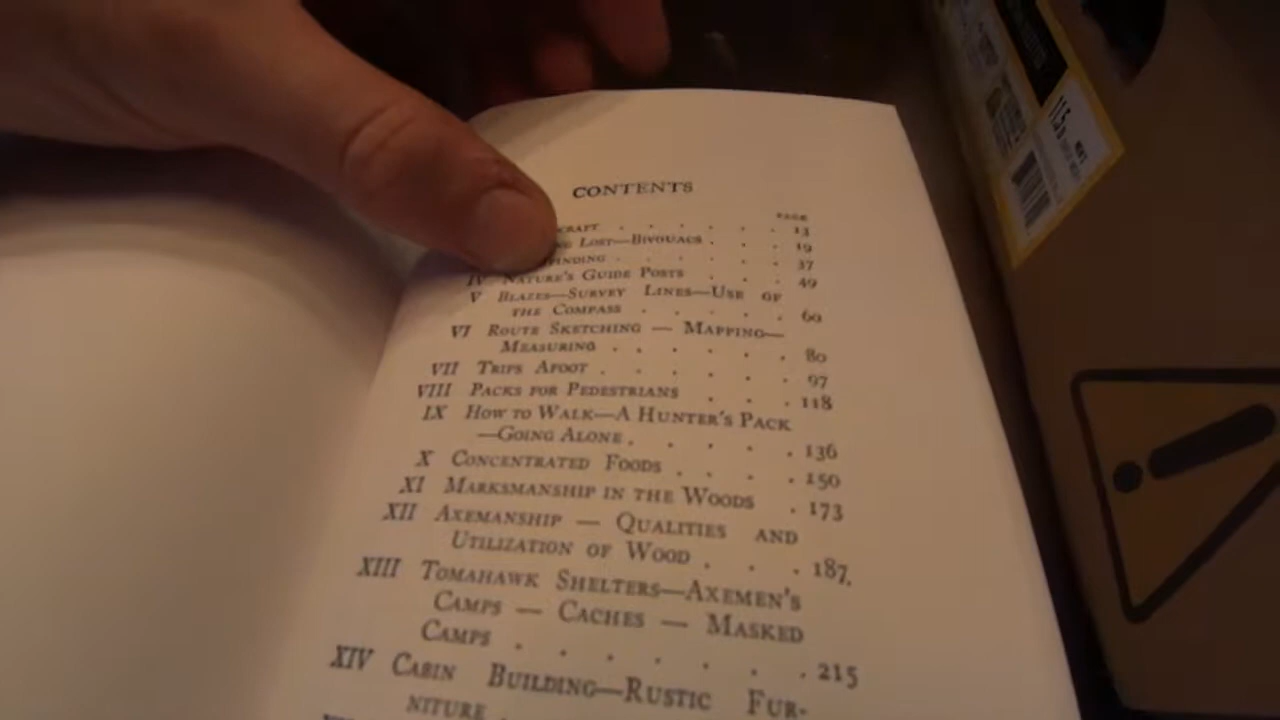 CONTENTS
PAGE
CRAFT . . . . . . 13
NG LOST—BIVOUACS . . . 19
FINDING . . . . . . 37
IV NATURE'S GUIDE POSTS . . . 49
V BLAZES—SURVEY LINES—USE OF
THE COMPASS . . . . . 60
VI ROUTE SKETCHING — MAPPING—
MEASURING . . . . . . 80
VII TRIPS AFOOT . . . . . . 97
VIII PACKS FOR PEDESTRIANS . . . 118
IX HOW TO WALK—A HUNTER'S PACK
—GOING ALONE . . . . . 136
X CONCENTRATED FOODS . . . . 150
XI MARKSMANSHIP IN THE WOODS . 173
XII AXEMANSHIP — QUALITIES AND
UTILIZATION OF WOOD . . . . 187
XIII TOMAHAWK SHELTERS—AXEMEN'S
CAMPS — CACHES — MASKED
CAMPS . . . . . . . 215
XIV CABIN BUILDING—RUSTIC FUR-
NITURE